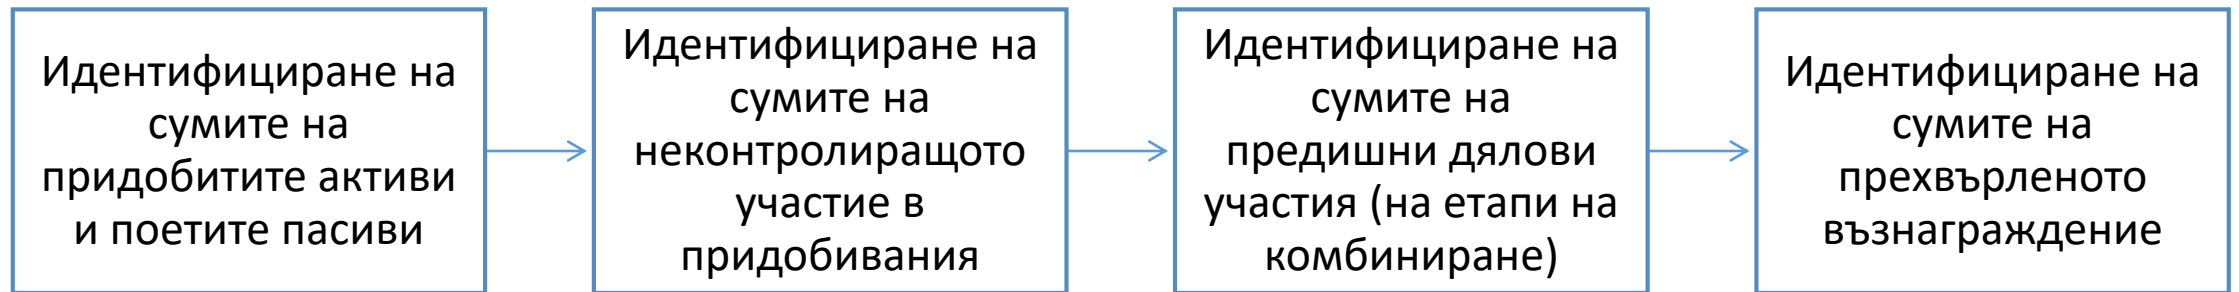 Идентифициране на
сумите на
придобитите активи
и поетите пасиви
Идентифициране на
сумите на
неконтролиращото
участие в
придобивания
Идентифициране на
сумите на
предишни дялови
участия (на етапи на
комбиниране)
Идентифициране на
сумите на
прехвърленото
възнаграждение